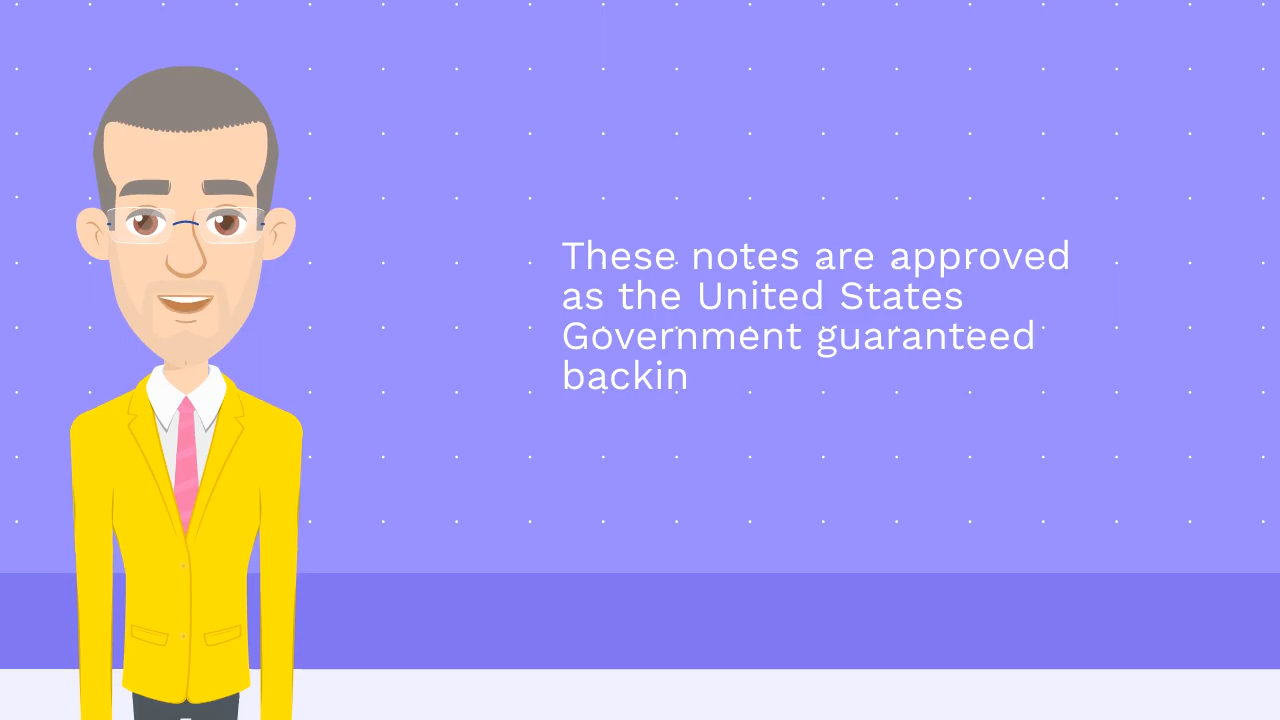 These notes are approved
as the United States
Government guaranteed
backin